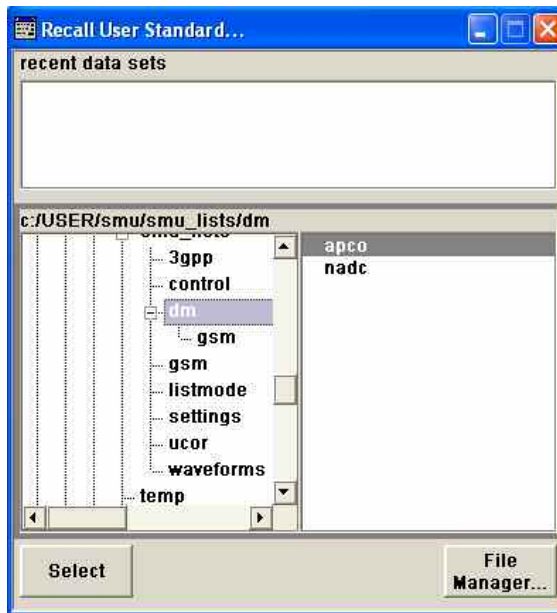 Recall User Standard...
recent data sets
c:/USER/smu/smu_lists/dm
smu_lists
3gpp
control
dm
gsm
gsm
listmode
settings
ucor
waveforms
temp
apco
nadc
Select
File
Manager...